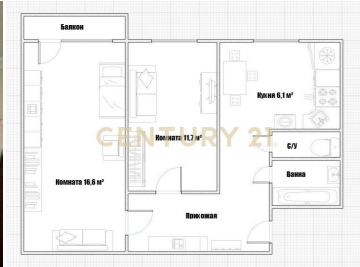 Балкон
Кухня 6,1 м²
Комната 11,7 м²
CENTURY 21
С/У
Ванна
Комната 16,6 м²
Прихожая